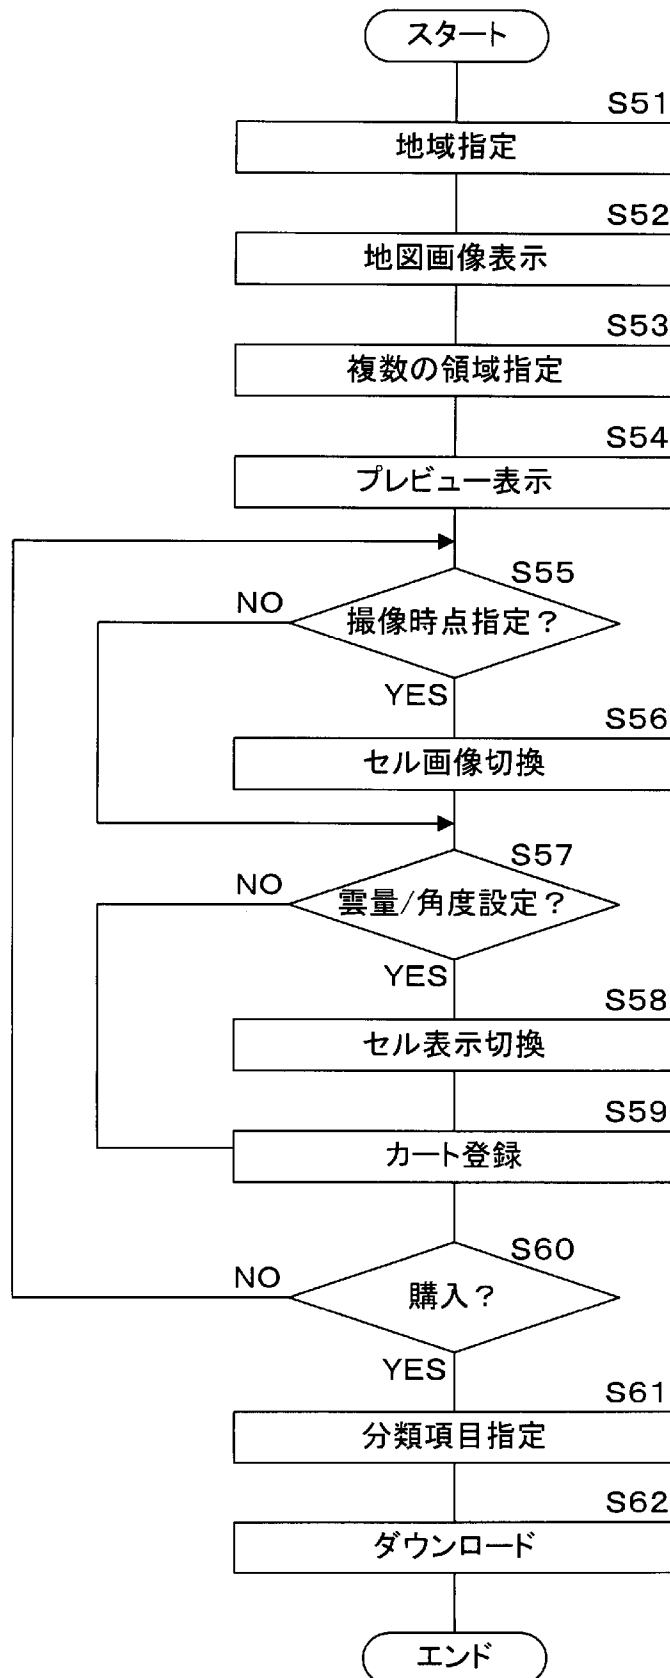 スタート
S51
地域指定
S52
地図画像表示
S53
複数の領域指定
S54
プレビュー表示
S55
NO
撮像時点指定？
YES
S56
セル画像切換
S57
NO
雲量/角度設定？
YES
S58
セル表示切換
S59
カート登録
S60
NO
購入？
YES
S61
分類項目指定
S62
ダウンロード
エンド